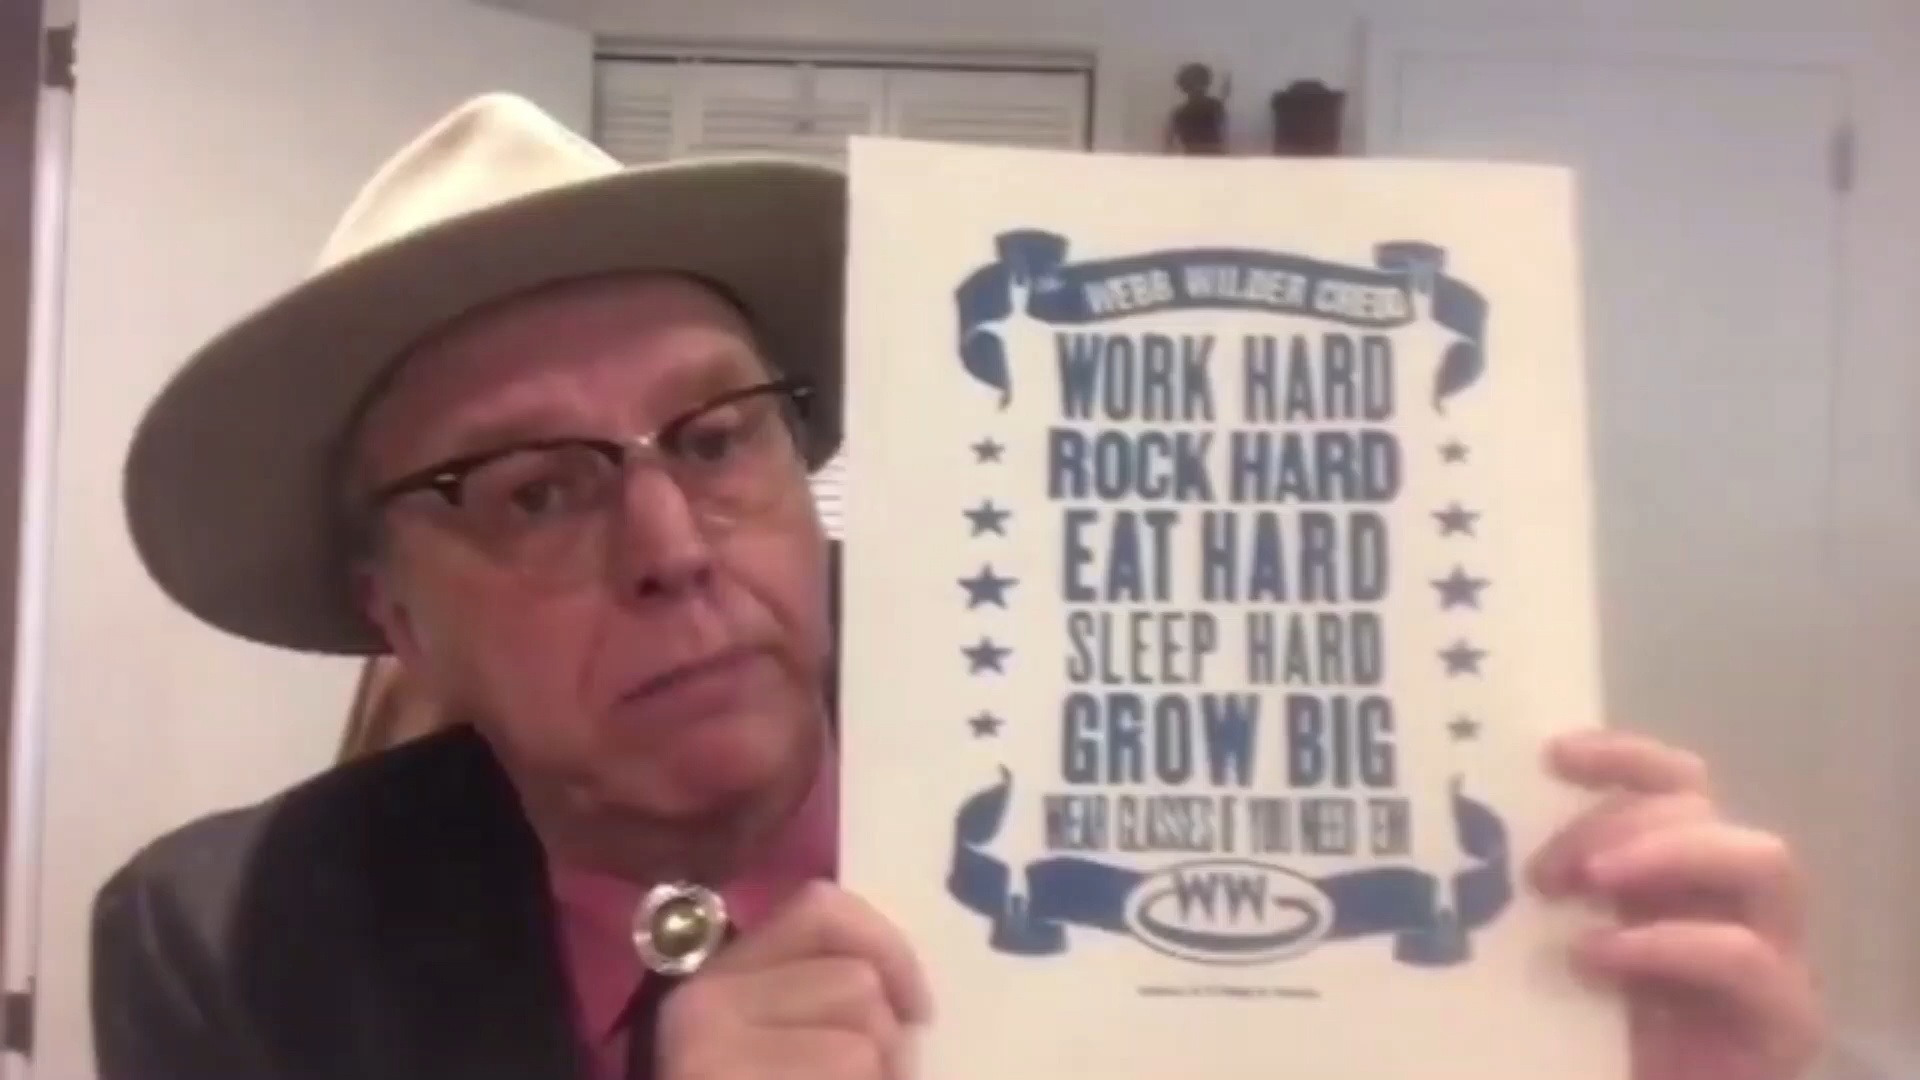 WEBB WILDER CREDO
WORK HARD
ROCK HARD
EAT HARD
SLEEP HARD
GROW BIG
WEAR GLASSES IF YOU NEED 'EM
WW